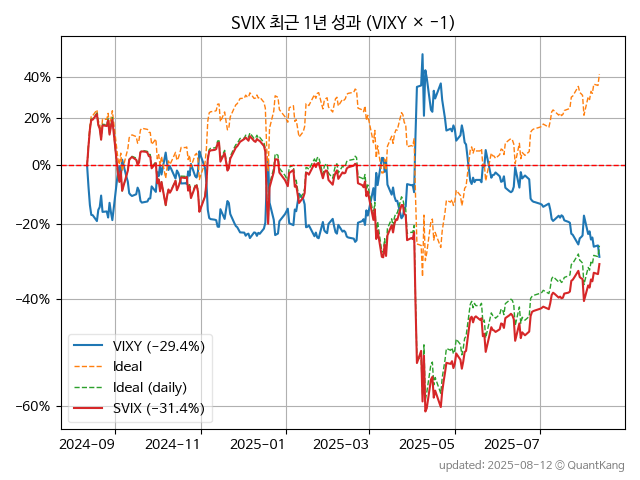 SVIX 최근 1년 성과 (VIXY × −1)
40%
20%
0%
−20%
−40%
−60%
VIXY (−29.4%)
Ideal
Ideal (daily)
SVIX (−31.4%)
2024-09
2024-11
2025-01
2025-03
2025-05
2025-07
updated: 2025-08-12 © QuantKang